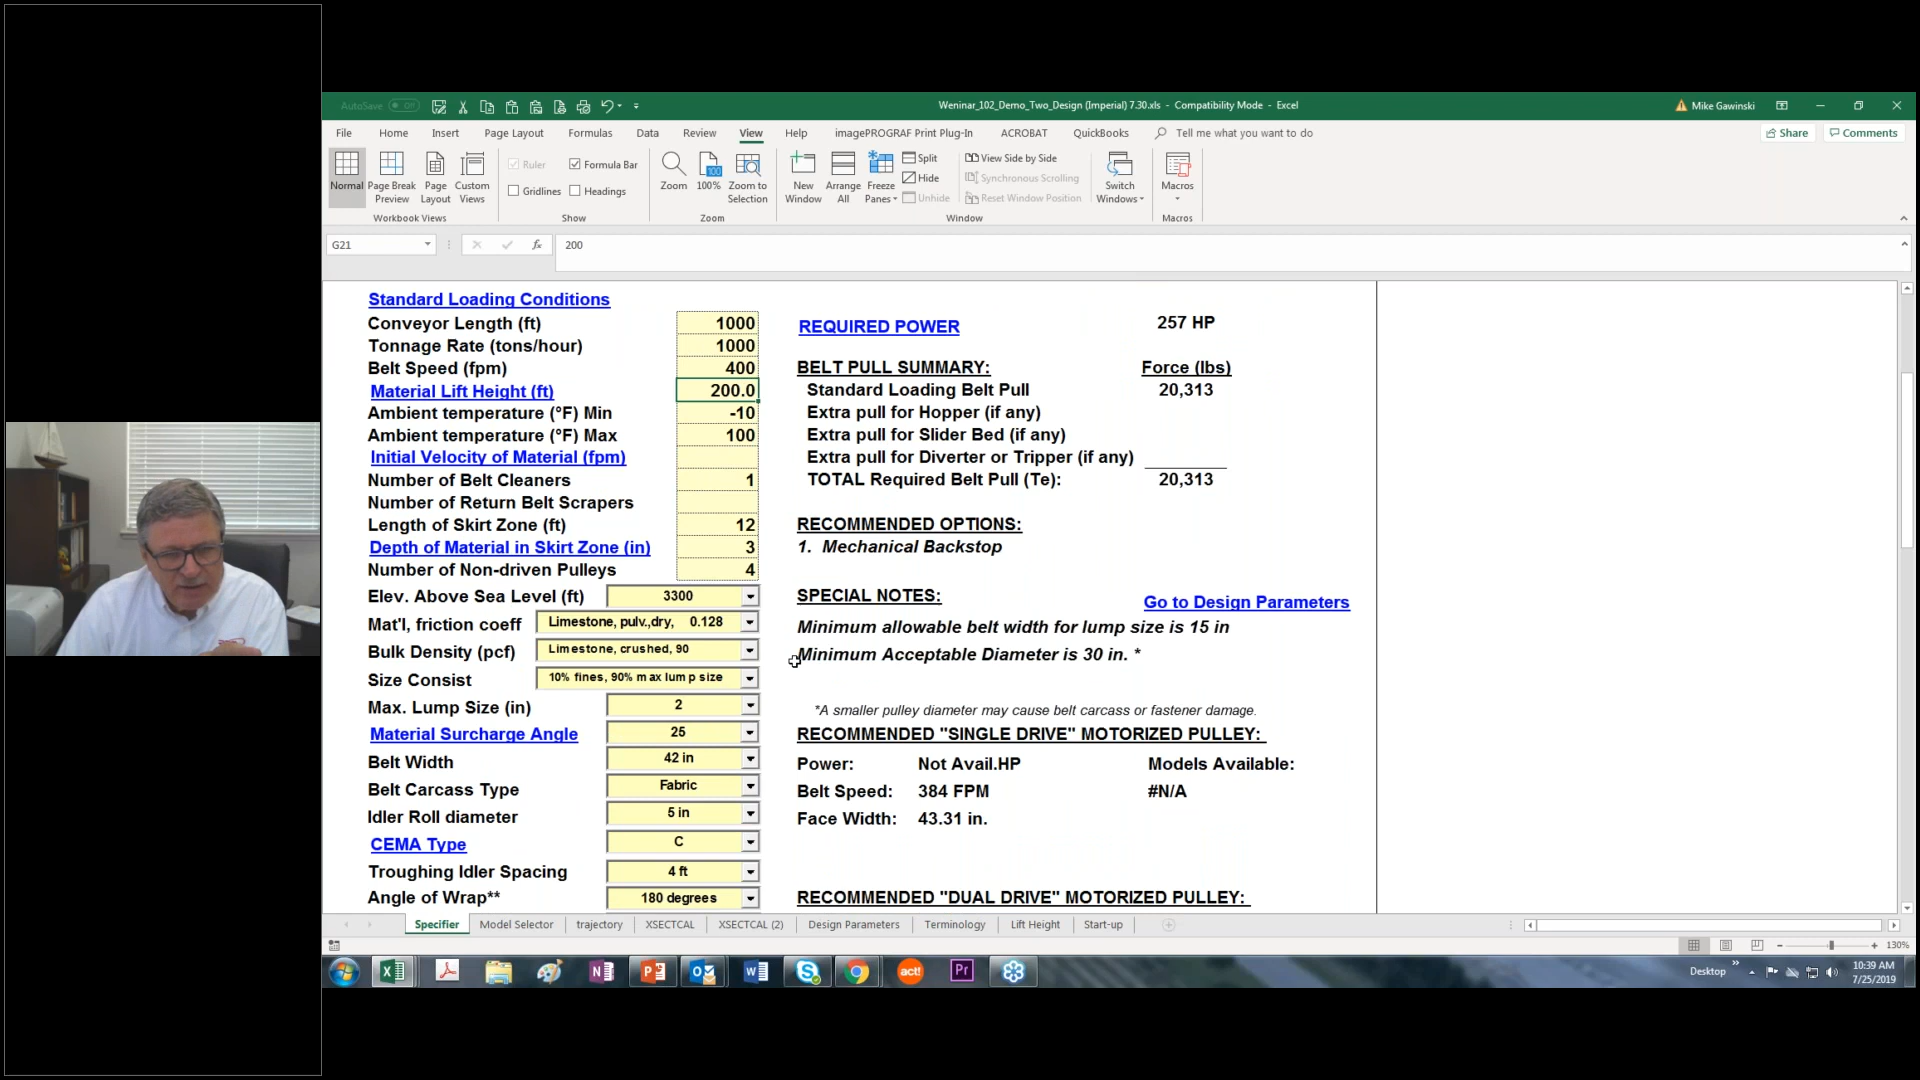 AutoSave Off
Weninar_102_Demo_Two_Design (Imperial) 7.30.xls - Compatibility Mode - Excel
Mike Gawinski
File Home Insert Page Layout Formulas Data Review View Help imagePROGRAF Print Plug-In ACROBAT QuickBooks Tell me what you want to do
Share Comments
Normal
Page Break Preview
Page Layout
Custom Views
Workbook Views
Ruler
Formula Bar
Gridlines
Headings
Show
Zoom
100%
Zoom to Selection
Zoom
New Window
Arrange All
Freeze Panes
Split
Hide
Unhide
View Side by Side
Synchronous Scrolling
Reset Window Position
Window
Switch Windows
Macros
Macros
G21
fx
200
Standard Loading Conditions
Conveyor Length (ft) 1000
Tonnage Rate (tons/hour) 1000
Belt Speed (fpm) 400
Material Lift Height (ft) 200.0
Ambient temperature (°F) Min -10
Ambient temperature (°F) Max 100
Initial Velocity of Material (fpm)
Number of Belt Cleaners 1
Number of Return Belt Scrapers
Length of Skirt Zone (ft) 12
Depth of Material in Skirt Zone (in) 3
Number of Non-driven Pulleys 4
Elev. Above Sea Level (ft) 3300
Mat'l, friction coeff Limestone, pulv.,dry, 0.128
Bulk Density (pcf) Limestone, crushed, 90
Size Consist 10% fines, 90% max lump size
Max. Lump Size (in) 2
Material Surcharge Angle 25
Belt Width 42 in
Belt Carcass Type Fabric
Idler Roll diameter 5 in
CEMA Type C
Troughing Idler Spacing 4 ft
Angle of Wrap** 180 degrees
REQUIRED POWER 257 HP
BELT PULL SUMMARY: Force (lbs)
Standard Loading Belt Pull 20,313
Extra pull for Hopper (if any)
Extra pull for Slider Bed (if any)
Extra pull for Diverter or Tripper (if any)
TOTAL Required Belt Pull (Te): 20,313
RECOMMENDED OPTIONS:
1. Mechanical Backstop
SPECIAL NOTES:
Go to Design Parameters
Minimum allowable belt width for lump size is 15 in
Minimum Acceptable Diameter is 30 in. *
*A smaller pulley diameter may cause belt carcass or fastener damage.
RECOMMENDED "SINGLE DRIVE" MOTORIZED PULLEY:
Power: Not Avail.HP Models Available:
Belt Speed: 384 FPM #N/A
Face Width: 43.31 in.
RECOMMENDED "DUAL DRIVE" MOTORIZED PULLEY:
Specifier Model Selector trajectory XSECTCAL XSECTCAL (2) Design Parameters Terminology Lift Height Start-up
130%
act!
Pr
Desktop
10:39 AM
7/25/2019